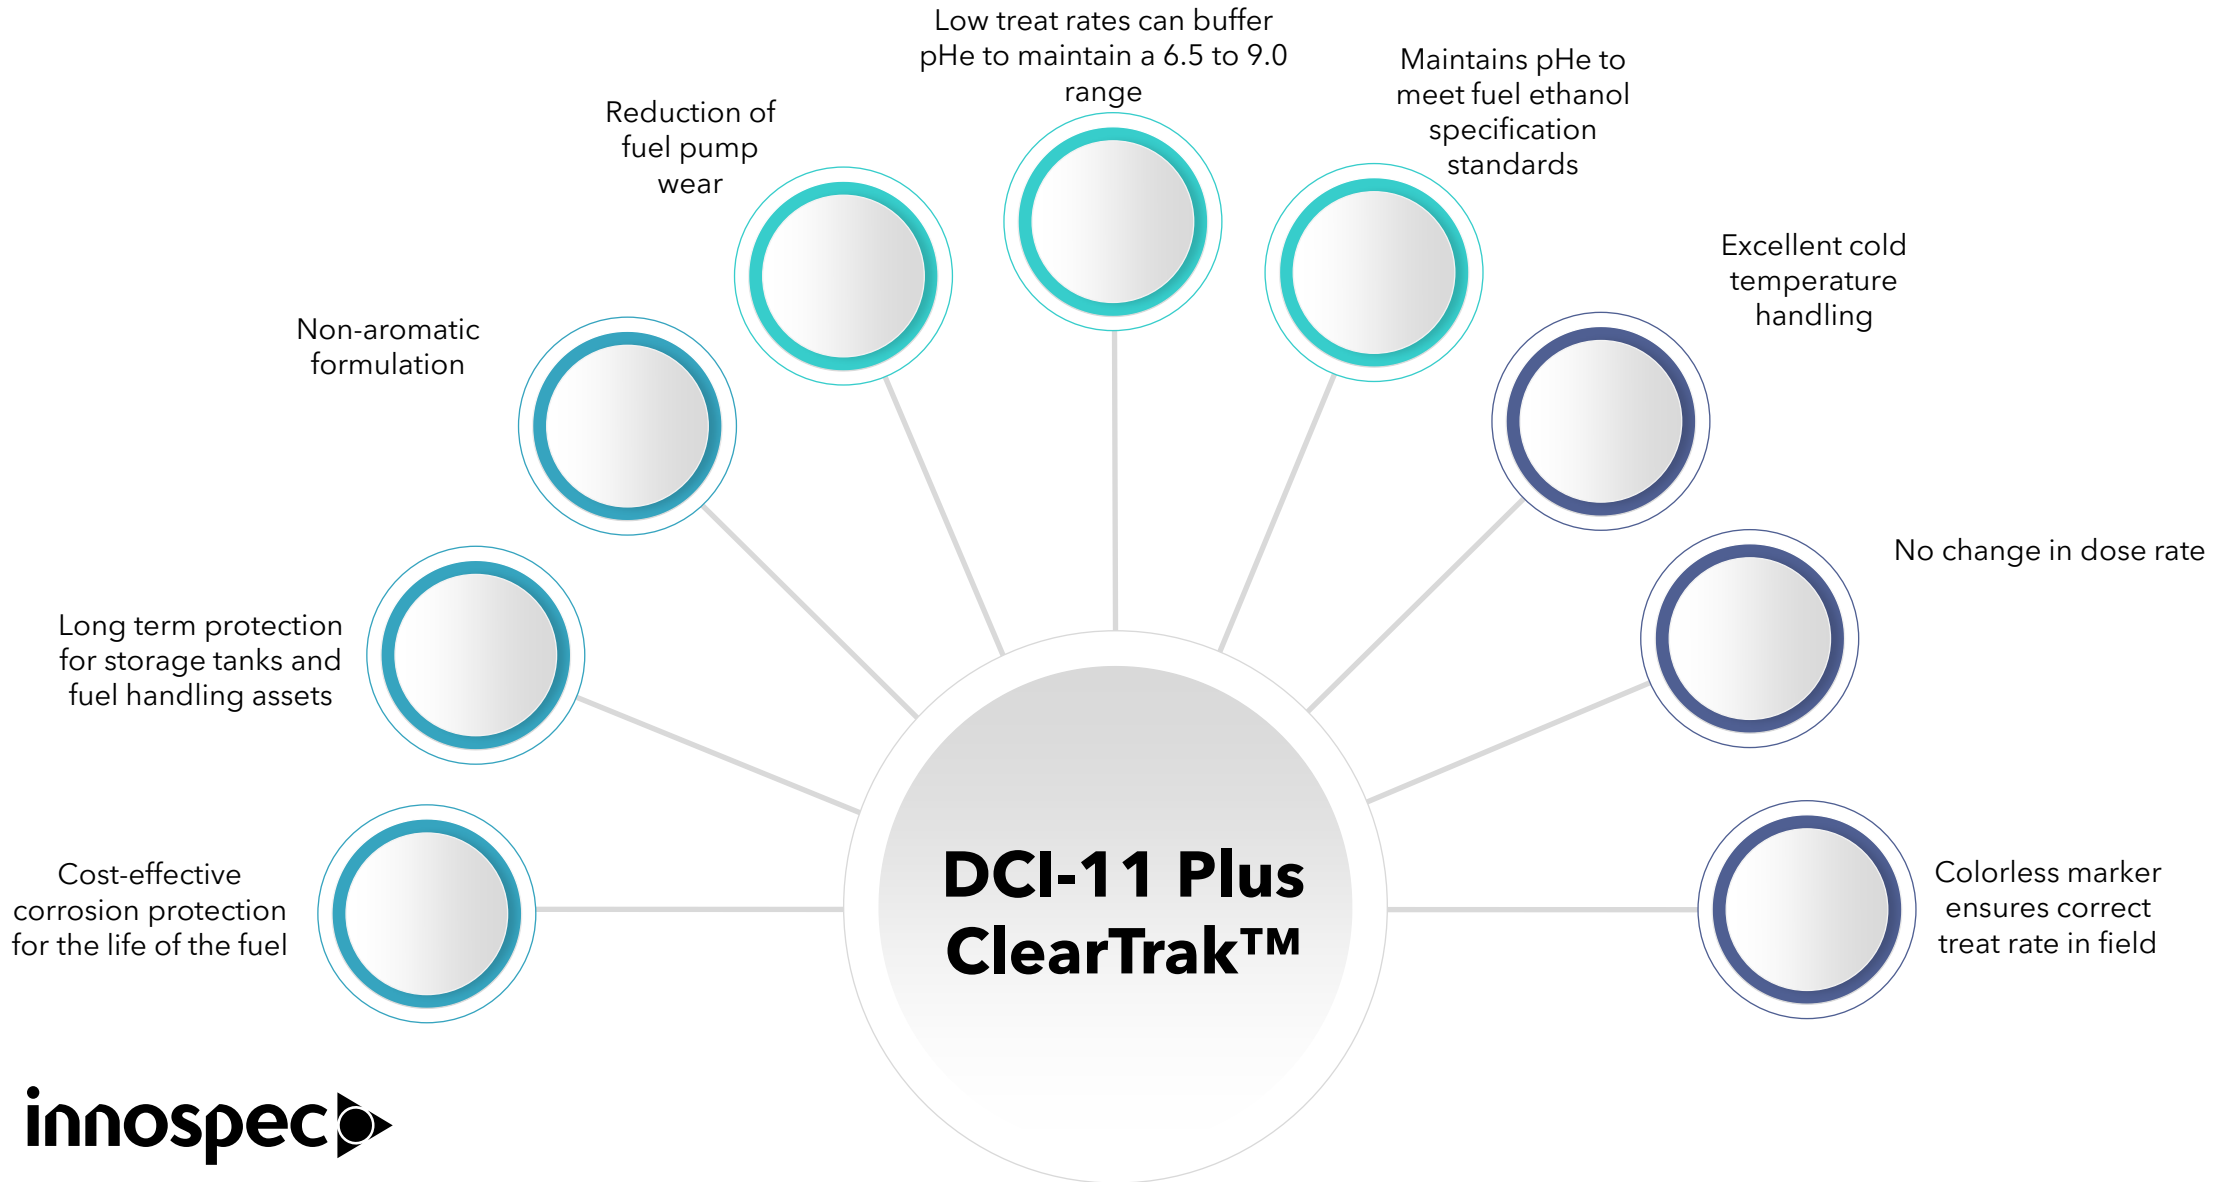 Low treat rates can buffer
pHe to maintain a 6.5 to 9.0
range
Maintains pHe to
meet fuel ethanol
specification
standards
Reduction of
fuel pump
wear
Excellent cold
temperature
handling
Non-aromatic
formulation
No change in dose rate
Long term protection
for storage tanks and
fuel handling assets
Cost-effective
corrosion protection
for the life of the fuel
DCI-11 Plus
ClearTrak™
Colorless marker
ensures correct
treat rate in field
innospec